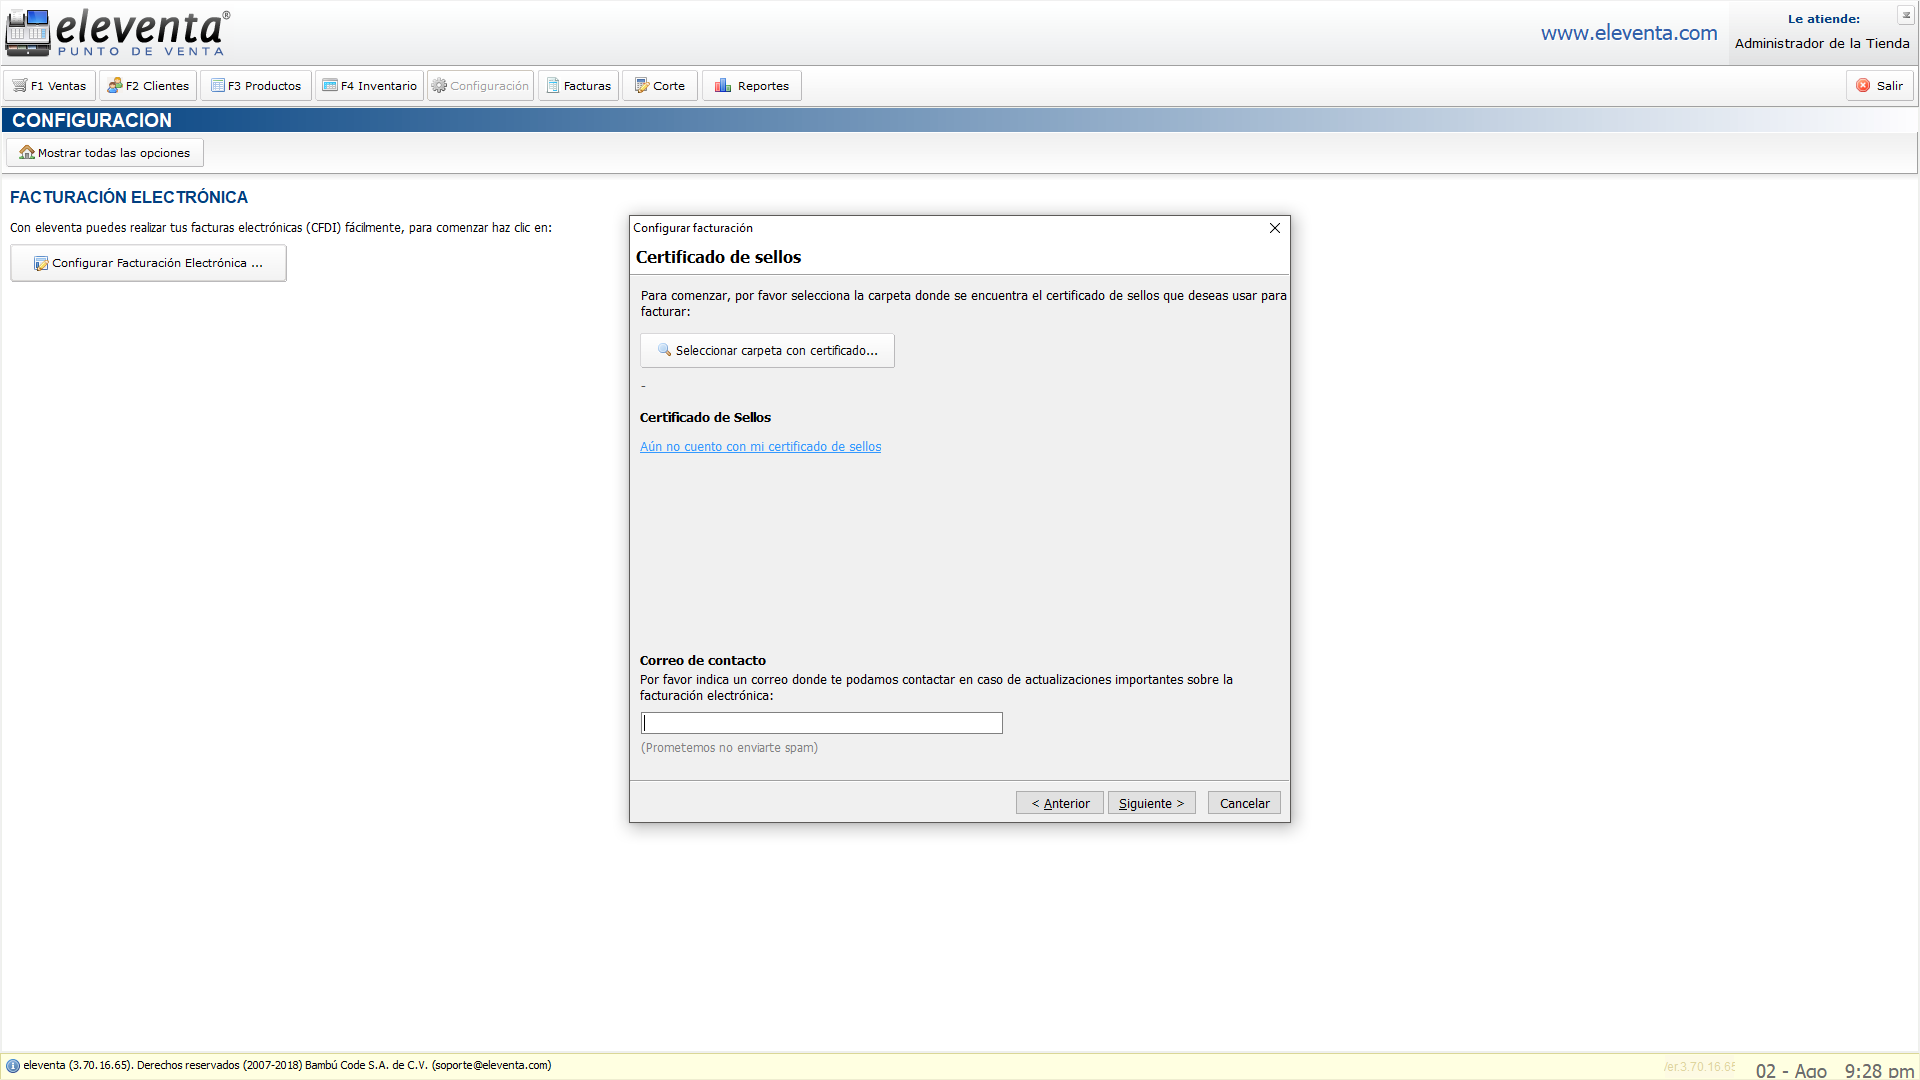 eleventa®
PUNTO DE VENTA
www.eleventa.com
Le atiende:
Administrador de la Tienda
F1 Ventas
F2 Clientes
F3 Productos
F4 Inventario
Configuración
Facturas
Corte
Reportes
Salir
CONFIGURACION
Mostrar todas las opciones
FACTURACIÓN ELECTRÓNICA
Con eleventa puedes realizar tus facturas electrónicas (CFDI) fácilmente, para comenzar haz clic en:
Configurar Facturación Electrónica ...
Configurar facturación
Certificado de sellos
Para comenzar, por favor selecciona la carpeta donde se encuentra el certificado de sellos que deseas usar para
facturar:
Seleccionar carpeta con certificado...
-
Certificado de Sellos
Aún no cuento con mi certificado de sellos
Correo de contacto
Por favor indica un correo donde te podamos contactar en caso de actualizaciones importantes sobre la
facturación electrónica:
(Prometemos no enviarte spam)
< Anterior
Siguiente >
Cancelar
eleventa (3.70.16.65). Derechos reservados (2007-2018) Bambú Code S.A. de C.V. (soporte@eleventa.com)
02 - Ago
9:28 pm